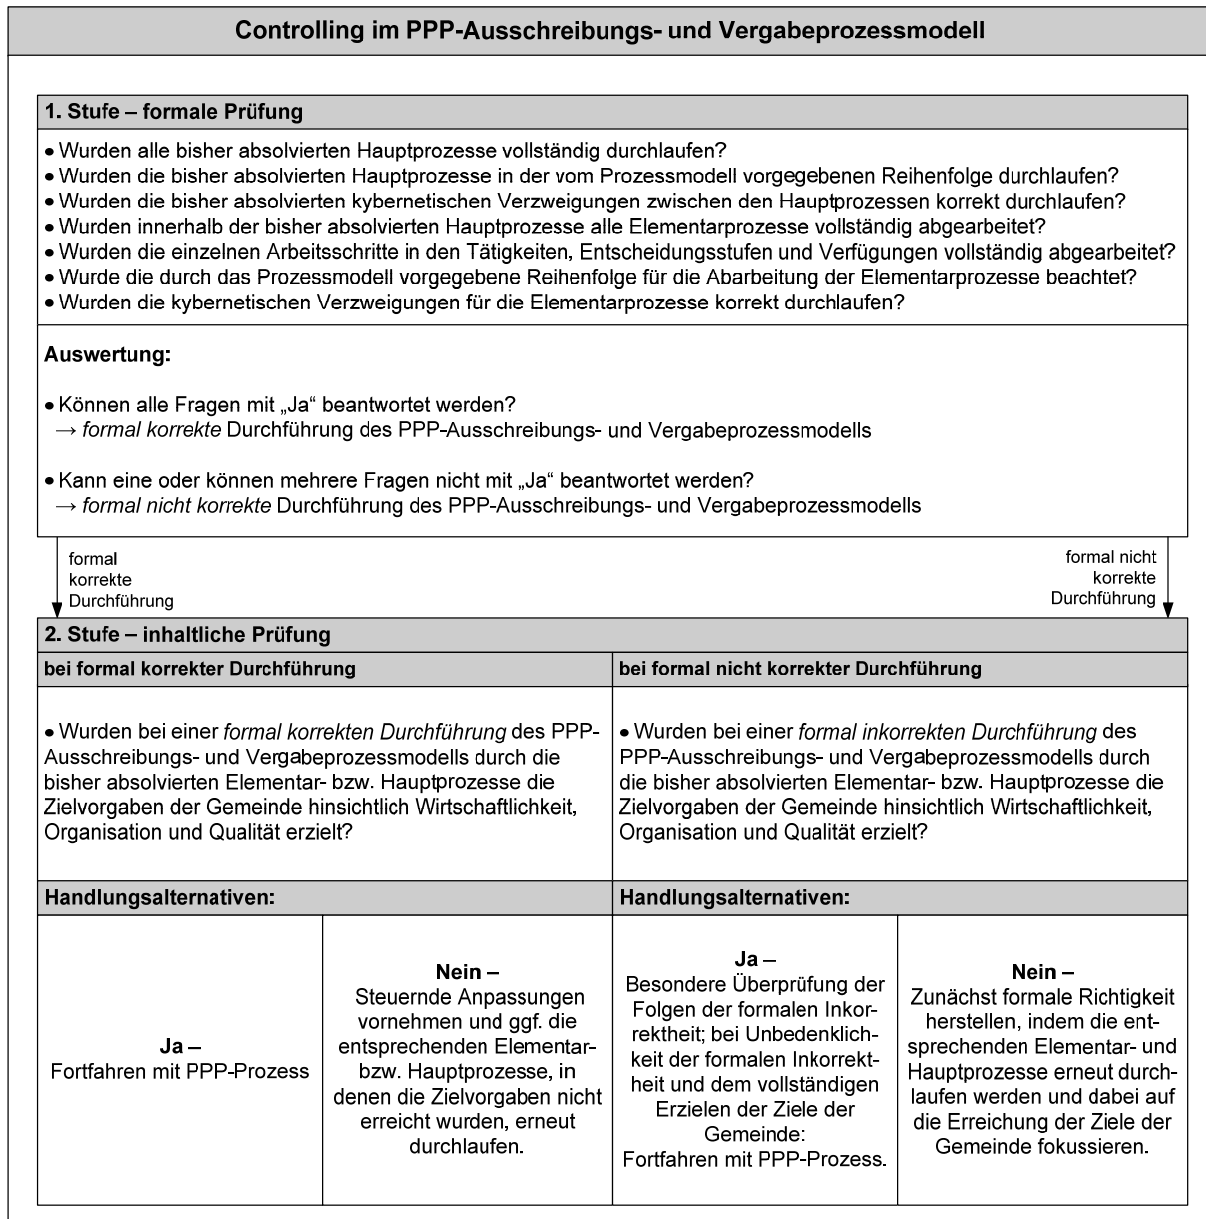 Controlling im PPP-Ausschreibungs- und Vergabeprozessmodell
1. Stufe – formale Prüfung
• Wurden alle bisher absolvierten Hauptprozesse vollständig durchlaufen?
• Wurden die bisher absolvierten Hauptprozesse in der vom Prozessmodell vorgegebenen Reihenfolge durchlaufen?
• Wurden die bisher absolvierten kybernetischen Verzweigungen zwischen den Hauptprozessen korrekt durchlaufen?
• Wurden innerhalb der bisher absolvierten Hauptprozesse alle Elementarprozesse vollständig abgearbeitet?
• Wurden die einzelnen Arbeitsschritte in den Tätigkeiten, Entscheidungsstufen und Verfügungen vollständig abgearbeitet?
• Wurde die durch das Prozessmodell vorgegebene Reihenfolge für die Abarbeitung der Elementarprozesse beachtet?
• Wurden die kybernetischen Verzweigungen für die Elementarprozesse korrekt durchlaufen?
Auswertung:
• Können alle Fragen mit „Ja“ beantwortet werden?
→ formal korrekte Durchführung des PPP-Ausschreibungs- und Vergabeprozessmodells
• Kann eine oder können mehrere Fragen nicht mit „Ja“ beantwortet werden?
→ formal nicht korrekte Durchführung des PPP-Ausschreibungs- und Vergabeprozessmodells
formal
korrekte
Durchführung
formal nicht
korrekte
Durchführung
2. Stufe – inhaltliche Prüfung
bei formal korrekter Durchführung
• Wurden bei einer formal korrekten Durchführung des PPP-
Ausschreibungs- und Vergabeprozessmodells durch die
bisher absolvierten Elementar- bzw. Hauptprozesse die
Zielvorgaben der Gemeinde hinsichtlich Wirtschaftlichkeit,
Organisation und Qualität erzielt?
bei formal nicht korrekter Durchführung
• Wurden bei einer formal inkorrekten Durchführung des
PPP-Ausschreibungs- und Vergabeprozessmodells durch
die bisher absolvierten Elementar- bzw. Hauptprozesse die
Zielvorgaben der Gemeinde hinsichtlich Wirtschaftlichkeit,
Organisation und Qualität erzielt?
Handlungsalternativen:
Ja –
Fortfahren mit PPP-Prozess
Nein –
Steuernde Anpassungen
vornehmen und ggf. die
entsprechenden Elementar-
bzw. Hauptprozesse, in
denen die Zielvorgaben nicht
erreicht wurden, erneut
durchlaufen.
Handlungsalternativen:
Ja –
Besondere Überprüfung der
Folgen der formalen Inkor-
rektheit; bei Unbedenklich-
keit der formalen Inkorrekt-
heit und dem vollständigen
Erzielen der Ziele der
Gemeinde:
Fortfahren mit PPP-Prozess.
Nein –
Zunächst formale Richtigkeit
herstellen, indem die ent-
sprechenden Elementar- und
Hauptprozesse erneut durch-
laufen werden und dabei auf
die Erreichung der Ziele der
Gemeinde fokussieren.